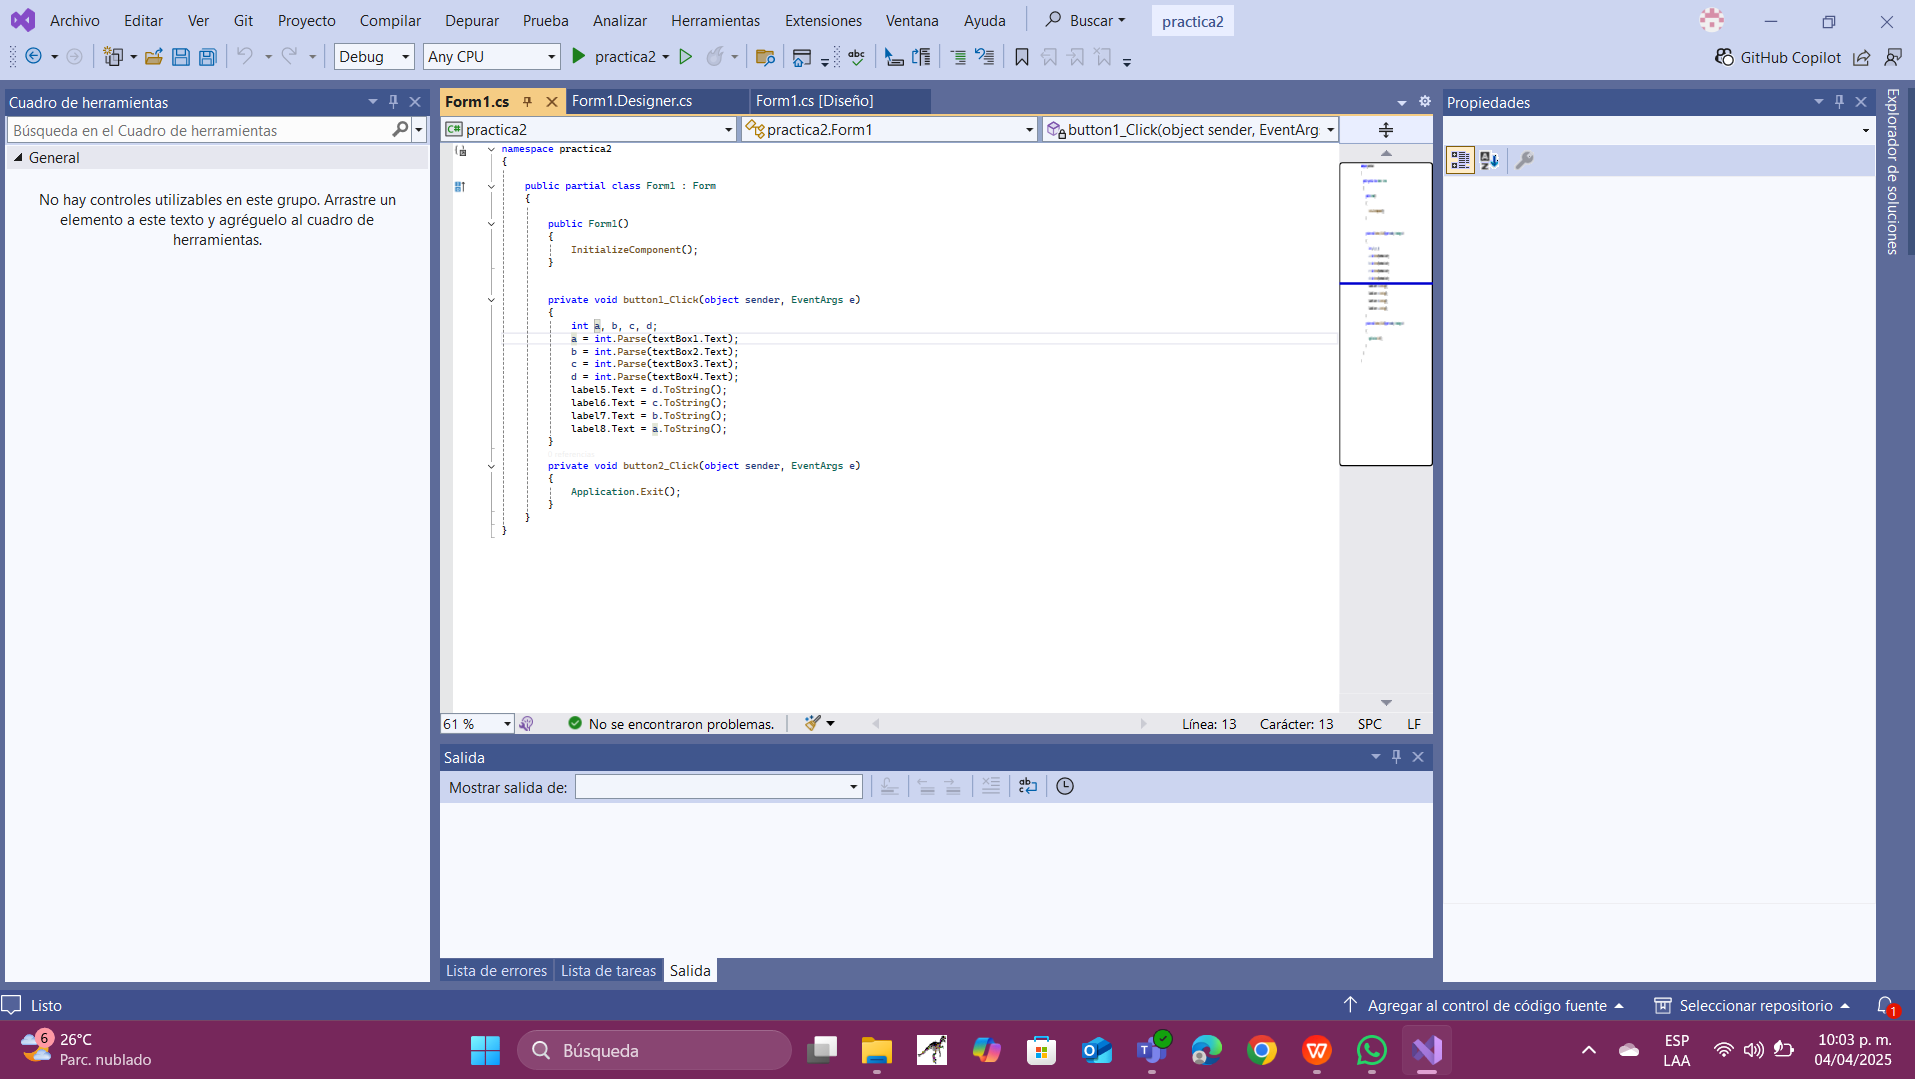 Archivo Editar Ver Git Proyecto Compilar Depurar Prueba Analizar Herramientas Extensiones Ventana Ayuda Buscar practica2
Debug Any CPU practica2 abc GitHub Copilot
Cuadro de herramientas
Búsqueda en el Cuadro de herramientas
General
No hay controles utilizables en este grupo. Arrastre un
elemento a este texto y agréguelo al cuadro de
herramientas.
Form1.cs Form1.Designer.cs Form1.cs [Diseño]
C# practica2 practica2.Form1 button1_Click(object sender, EventArg
namespace practica2
{
public partial class Form1 : Form
{
public Form1()
{
InitializeComponent();
}
private void button1_Click(object sender, EventArgs e)
{
int a, b, c, d;
a = int.Parse(textBox1.Text);
b = int.Parse(textBox2.Text);
c = int.Parse(textBox3.Text);
d = int.Parse(textBox4.Text);
label5.Text = d.ToString();
label6.Text = c.ToString();
label7.Text = b.ToString();
label8.Text = a.ToString();
}
private void button2_Click(object sender, EventArgs e)
{
Application.Exit();
}
}
}
61 % No se encontraron problemas. Línea: 13 Carácter: 13 SPC LF
Salida
Mostrar salida de:
Lista de errores Lista de tareas Salida
Propiedades
Explorador de soluciones
Listo Agregar al control de código fuente Seleccionar repositorio 1
6 26°C
Parc. nublado
Búsqueda
ESP
LAA
10:03 p. m.
04/04/2025